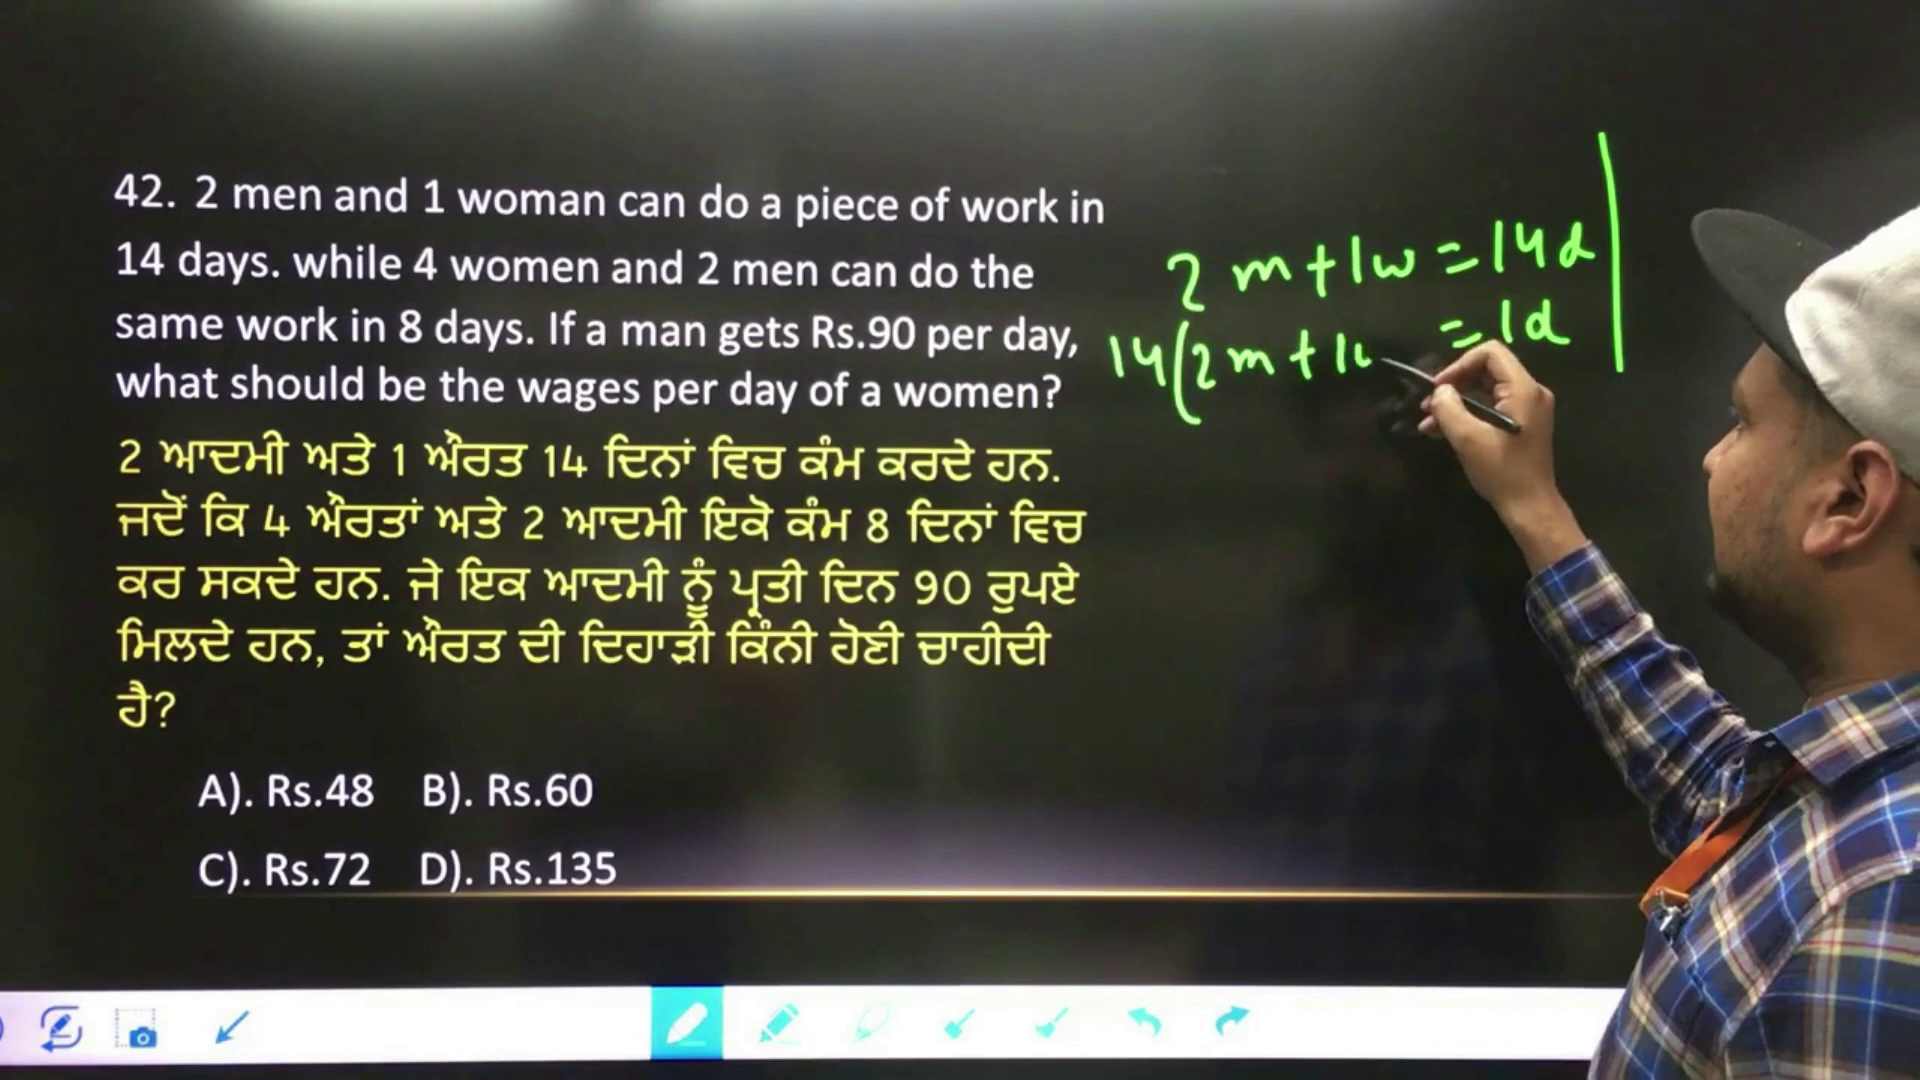 42. 2 men and 1 woman can do a piece of work in
14 days. while 4 women and 2 men can do the
same work in 8 days. If a man gets Rs.90 per day,
what should be the wages per day of a women?
2 ਆਦਮੀ ਅਤੇ 1 ਔਰਤ 14 ਦਿਨਾਂ ਵਿਚ ਕੰਮ ਕਰਦੇ ਹਨ.
ਜਦੋਂ ਕਿ 4 ਔਰਤਾਂ ਅਤੇ 2 ਆਦਮੀ ਇਕੋ ਕੰਮ 8 ਦਿਨਾਂ ਵਿਚ
ਕਰ ਸਕਦੇ ਹਨ. ਜੇ ਇਕ ਆਦਮੀ ਨੂੰ ਪ੍ਰਤੀ ਦਿਨ 90 ਰੁਪਏ
ਮਿਲਦੇ ਹਨ, ਤਾਂ ਔਰਤ ਦੀ ਦਿਹਾੜੀ ਕਿੰਨੀ ਹੋਣੀ ਚਾਹੀਦੀ
ਹੈ?
A). Rs.48 B). Rs.60
C). Rs.72 D). Rs.135
2m+1w=14d
14(2m+1 =1d